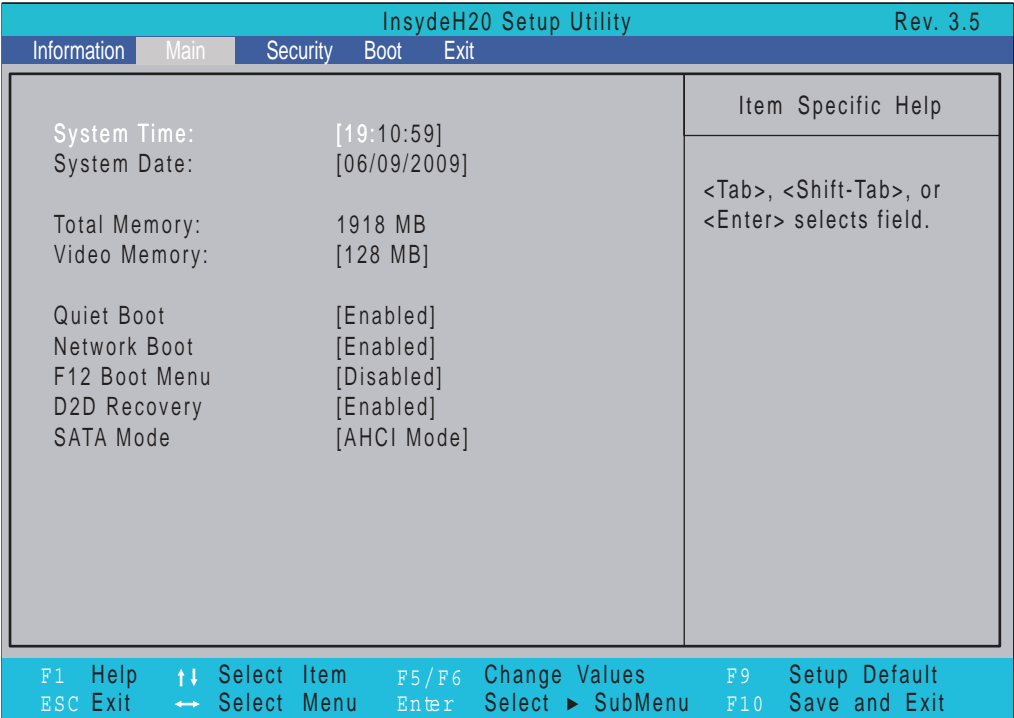 InsydeH20 Setup Utility Rev. 3.5
Information Main Security Boot Exit
Item Specific Help
System Time: [19:10:59]
System Date: [06/09/2009]
<Tab>, <Shift-Tab>, or
<Enter> selects field.
Total Memory: 1918 MB
Video Memory: [128 MB]
Quiet Boot [Enabled]
Network Boot [Enabled]
F12 Boot Menu [Disabled]
D2D Recovery [Enabled]
SATA Mode [AHCI Mode]
F1 Help ↑↓ Select Item F5/F6 Change Values F9 Setup Default
ESC Exit ↔ Select Menu Enter Select ► SubMenu F10 Save and Exit